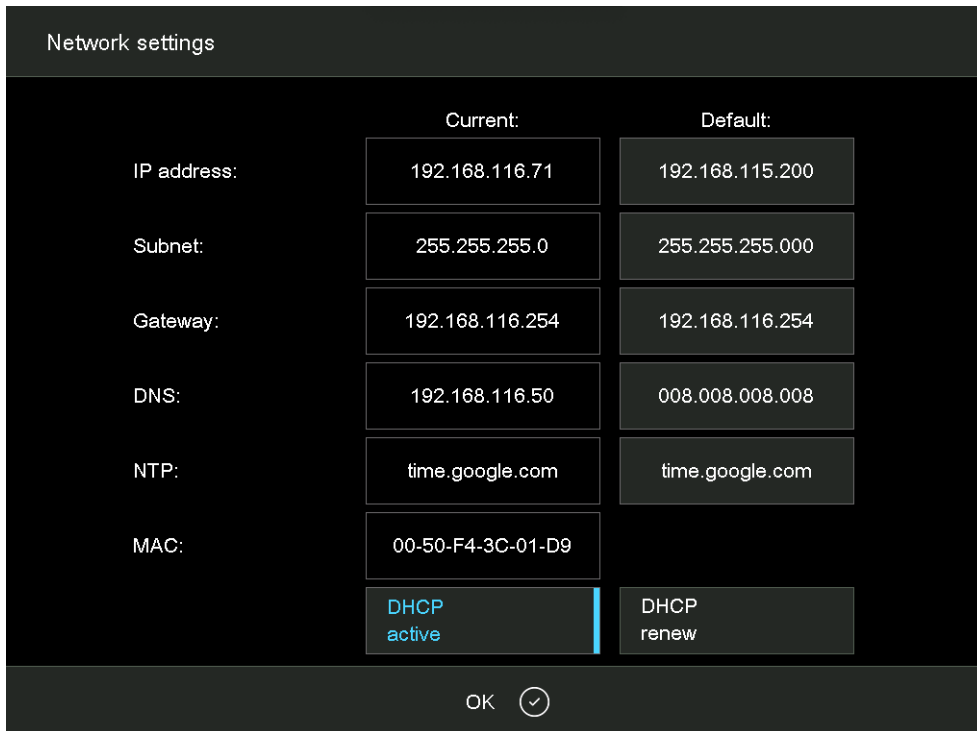 Network settings
Current: Default:
IP address: 192.168.116.71 192.168.115.200
Subnet: 255.255.255.0 255.255.255.000
Gateway: 192.168.116.254 192.168.116.254
DNS: 192.168.116.50 008.008.008.008
NTP: time.google.com time.google.com
MAC: 00-50-F4-3C-01-D9
DHCP DHCP
active renew
OK